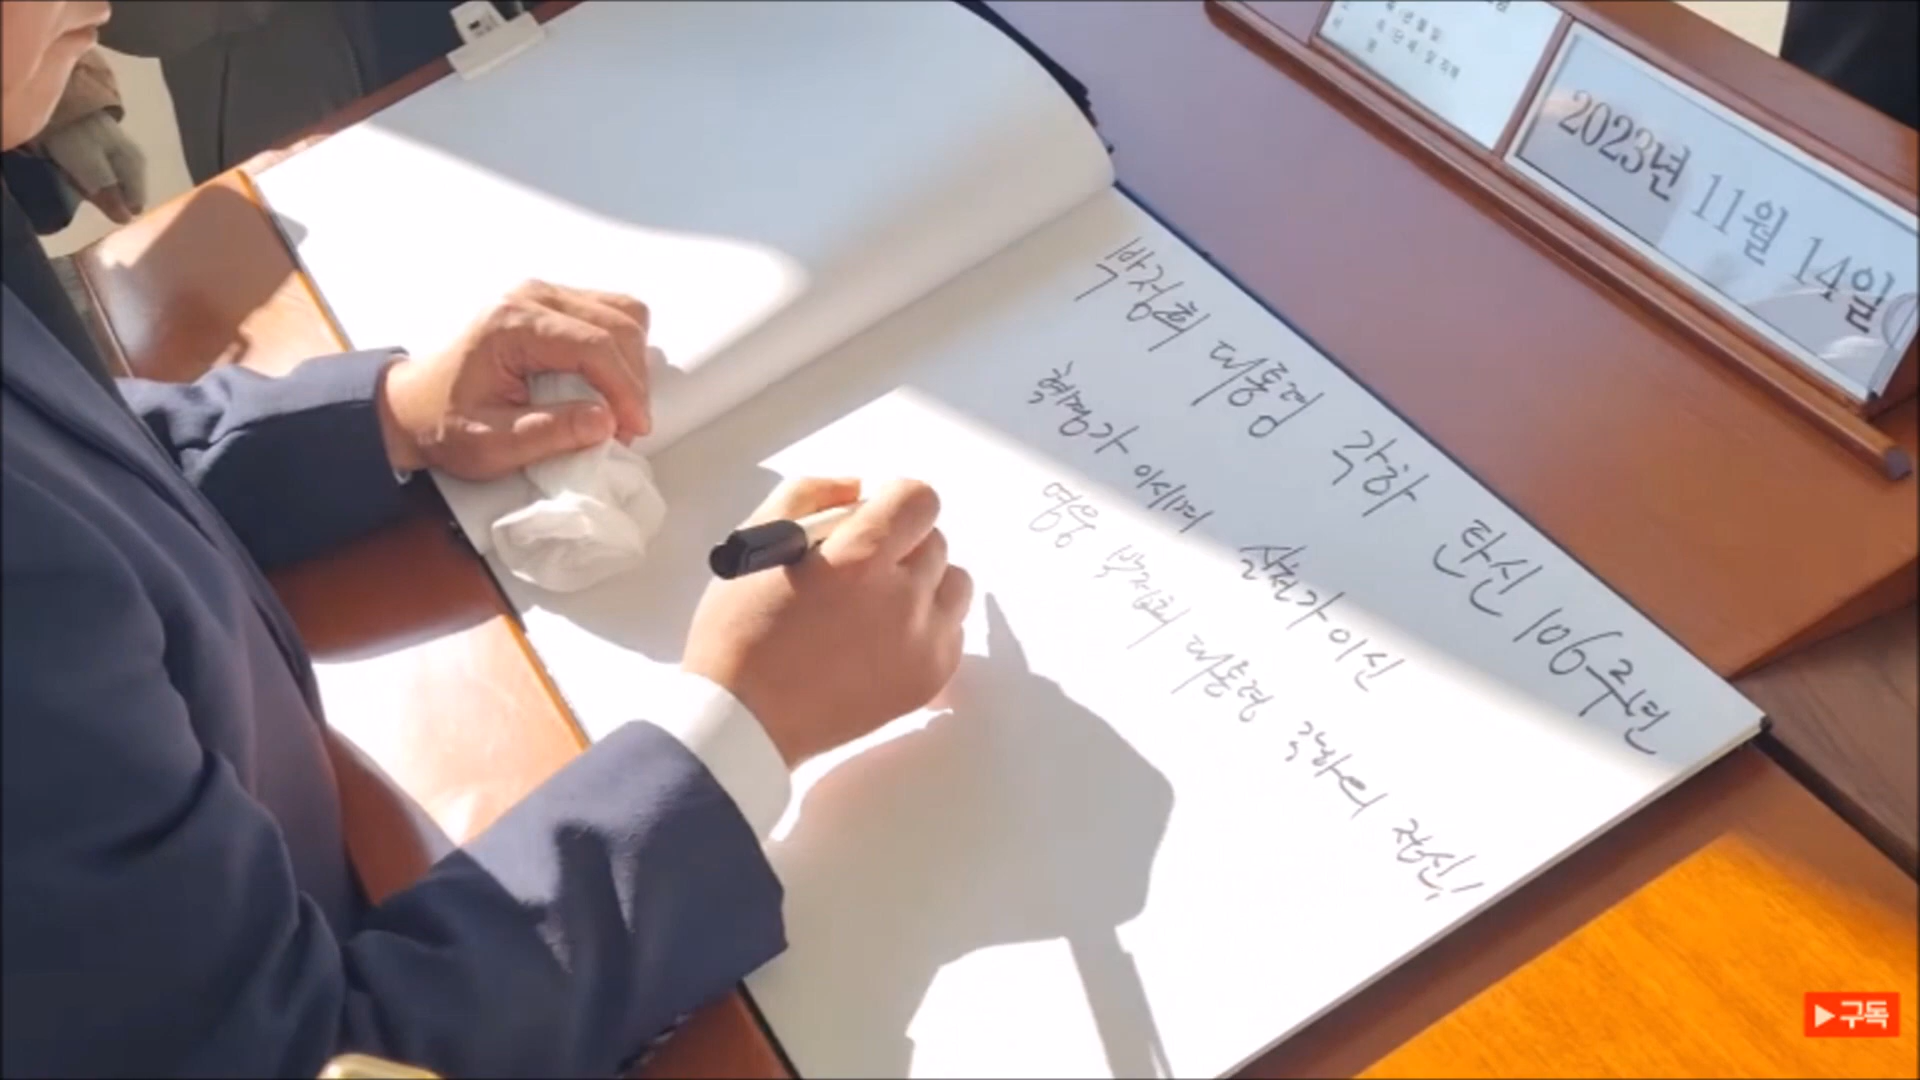 2023년 11월 14일
박정희 대통령 각하 탄신 106주년
혁명가 이시며 실천가 이신
영웅 박정희 대통령 각하의 정신!
구독